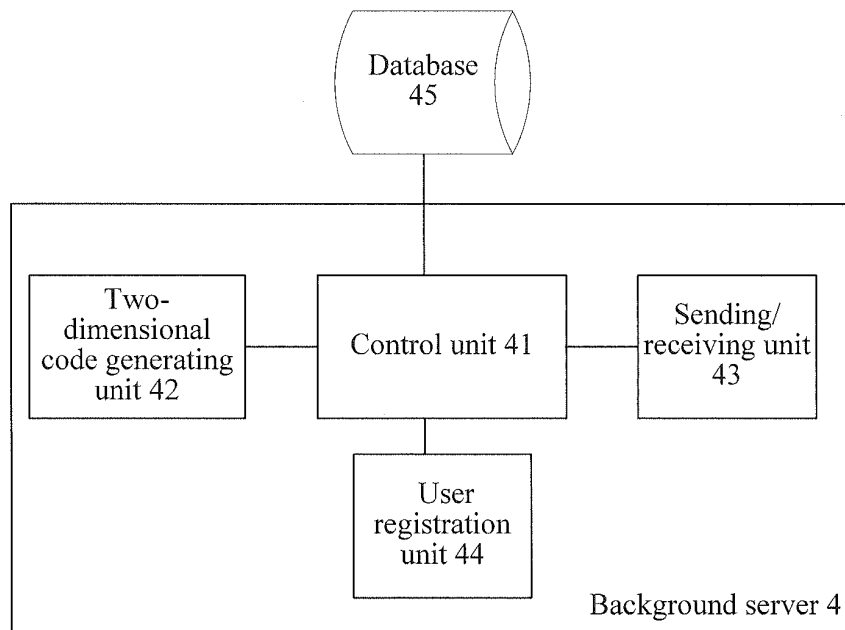 Database
45
Two-
dimensional
code generating
unit 42
Control unit 41
Sending/
receiving unit
43
User
registration
unit 44
Background server 4